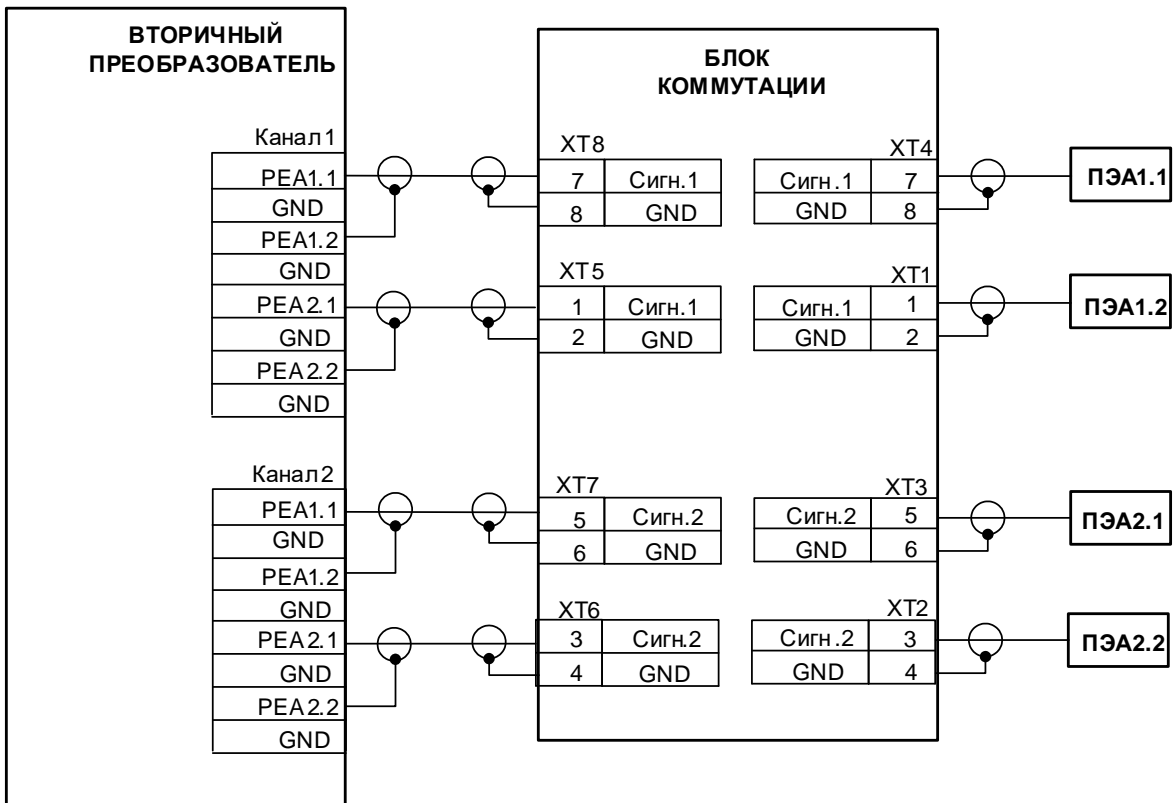 ВТОРИЧНЫЙ
ПРЕОБРАЗОВАТЕЛЬ
Канал 1
PEA1.1
GND
PEA1.2
GND
PEA2.1
GND
PEA2.2
GND
Канал 2
PEA1.1
GND
PEA1.2
GND
PEA2.1
GND
PEA2.2
GND
БЛОК
КОММУТАЦИИ
XT8
7 Сигн.1
8 GND
XT5
1 Сигн.1
2 GND
XT7
5 Сигн.2
6 GND
XT6
3 Сигн.2
4 GND
XT4
Сигн.1 7
GND 8
XT1
Сигн.1 1
GND 2
XT3
Сигн.2 5
GND 6
XT2
Сигн.2 3
GND 4
ПЭА1.1
ПЭА1.2
ПЭА2.1
ПЭА2.2